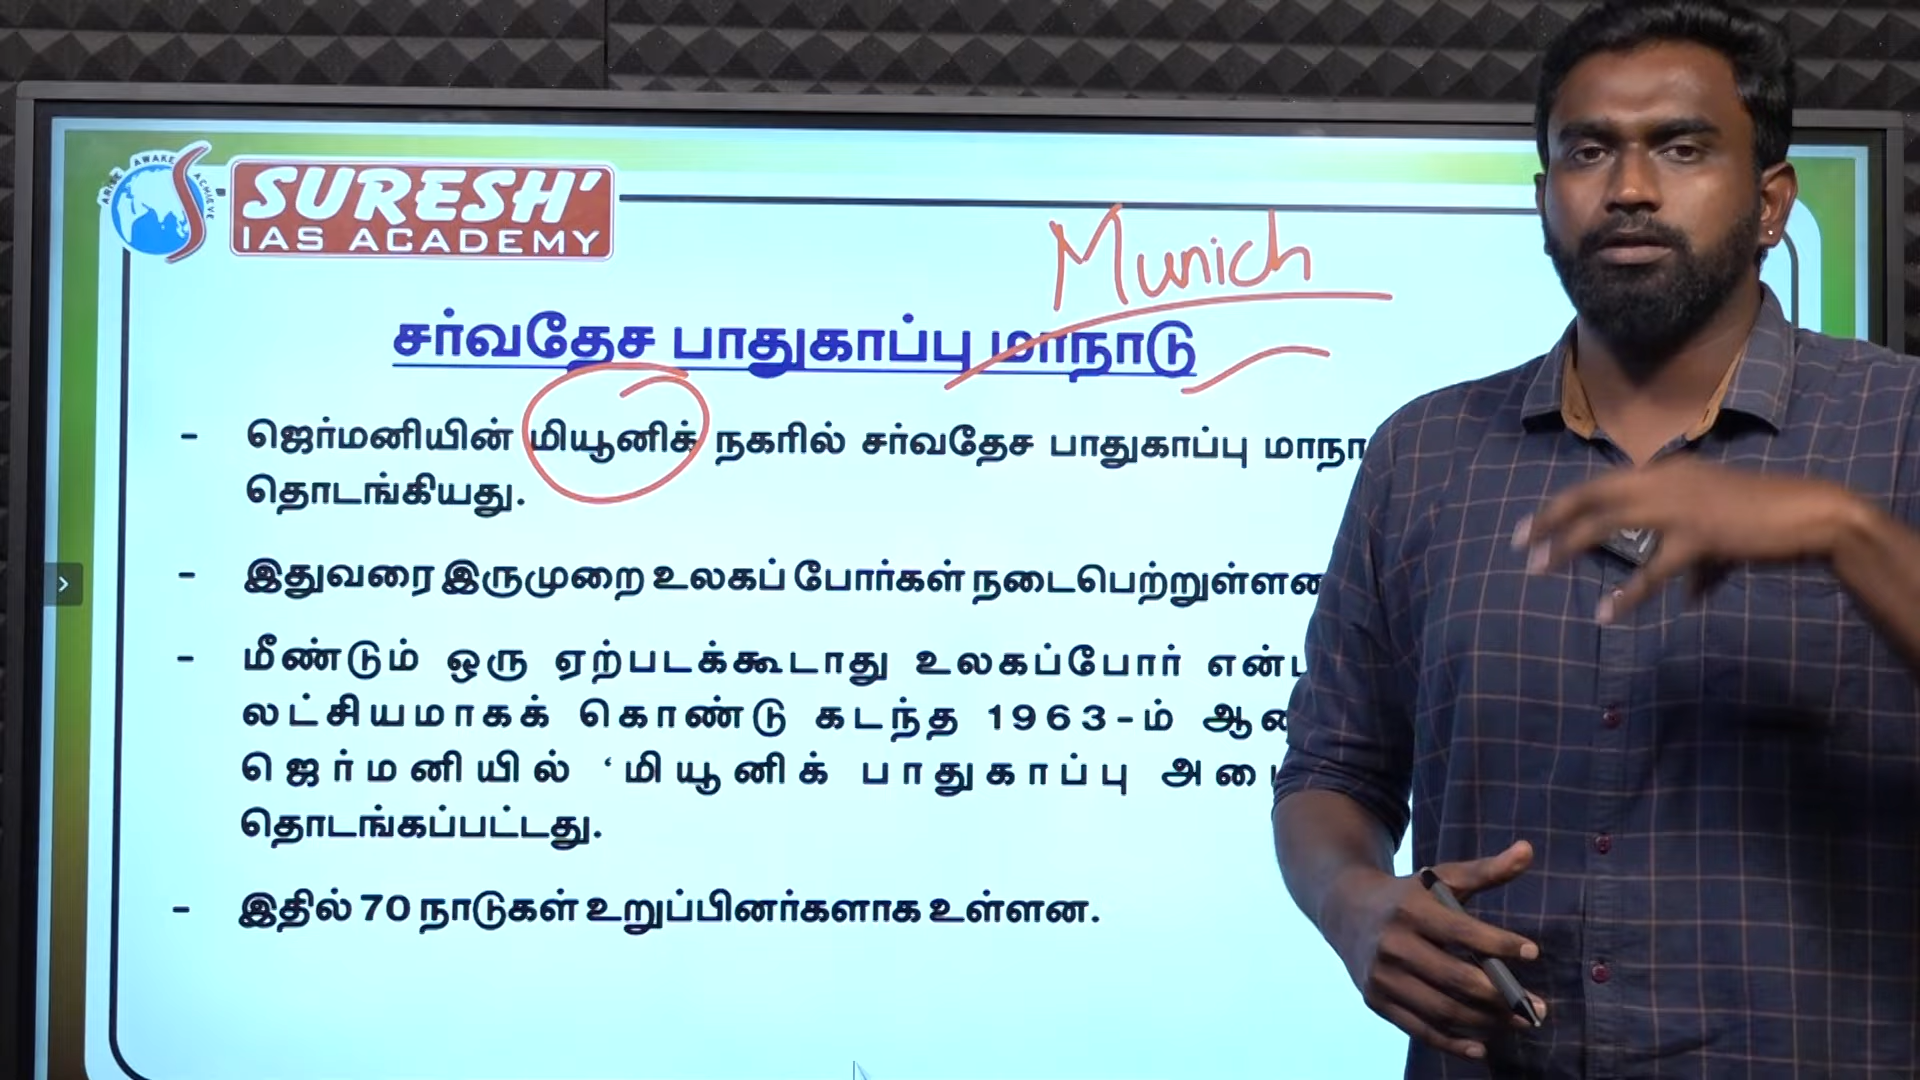 ARISE AWAKE ACHIEVE
SURESH'
IAS ACADEMY
Munich
சர்வதேச பாதுகாப்பு மாநாடு
- ஜெர்மனியின் மியூனிக் நகரில் சர்வதேச பாதுகாப்பு
தொடங்கியது.
- இதுவரை இருமுறை உலகப் போர்கள் நடைபெற்றுள்ளன
- மீண்டும் ஒரு ஏற்படக்கூடாது உலகப்போர்
லட்சியமாகக் கொண்டு கடந்த 1963-ம்
ஜெர்மனியில் ‘மியூனிக் பாதுகாப்பு
தொடங்கப்பட்டது.
- இதில் 70 நாடுகள் உறுப்பினர்களாக உள்ளன.